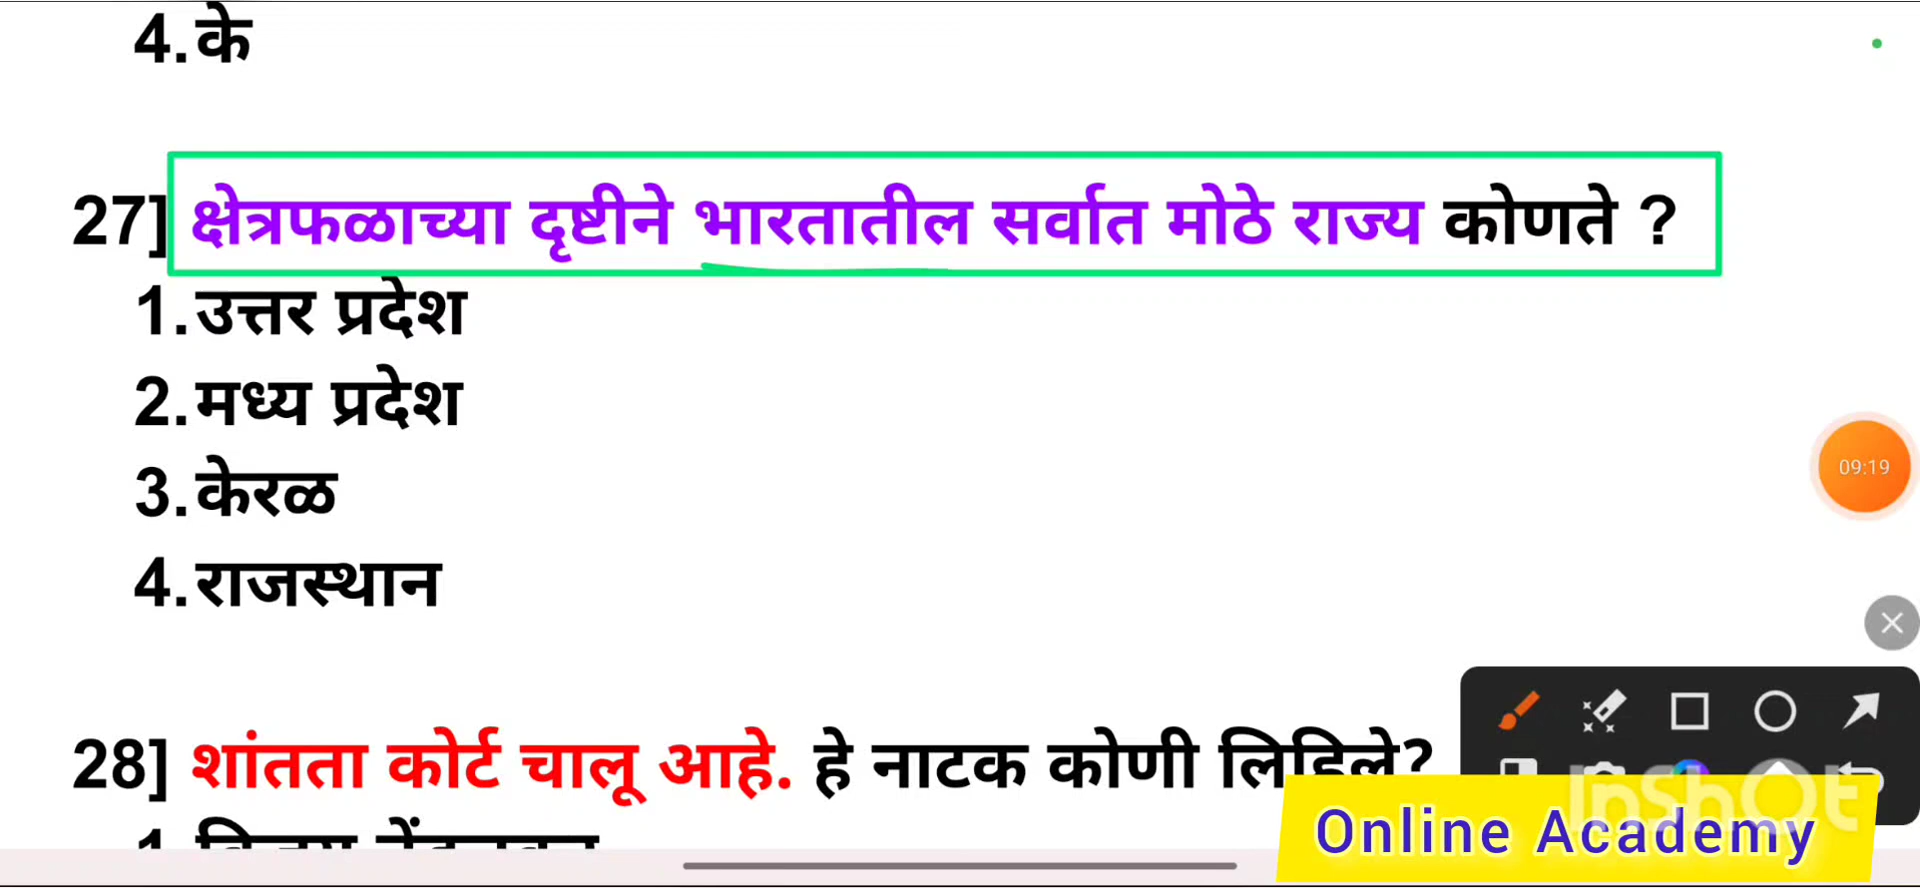 4. के
27] क्षेत्रफळाच्या दृष्टीने भारतातील सर्वात मोठे राज्य कोणते ?
1. उत्तर प्रदेश
2. मध्य प्रदेश
3. केरळ
09:19
4. राजस्थान
28] शांतता कोर्ट चालू आहे. हे नाटक कोणी लिहिले?
InShOt
Online Academy